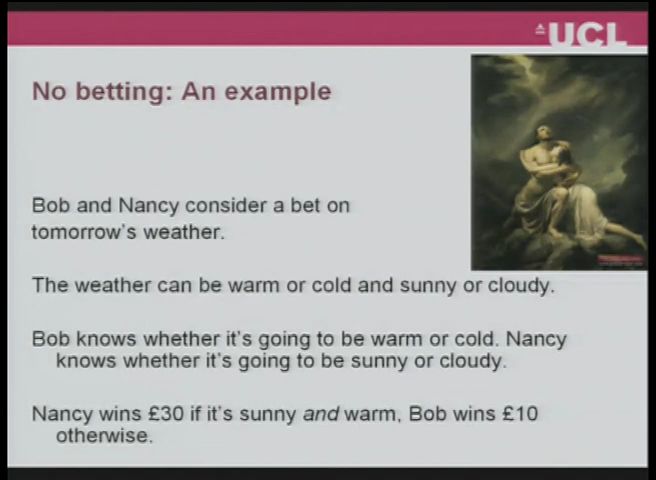 UCL
No betting: An example
Bob and Nancy consider a bet on
tomorrow's weather.
The weather can be warm or cold and sunny or cloudy.
Bob knows whether it's going to be warm or cold. Nancy
knows whether it's going to be sunny or cloudy.
Nancy wins £30 if it's sunny and warm, Bob wins £10
otherwise.